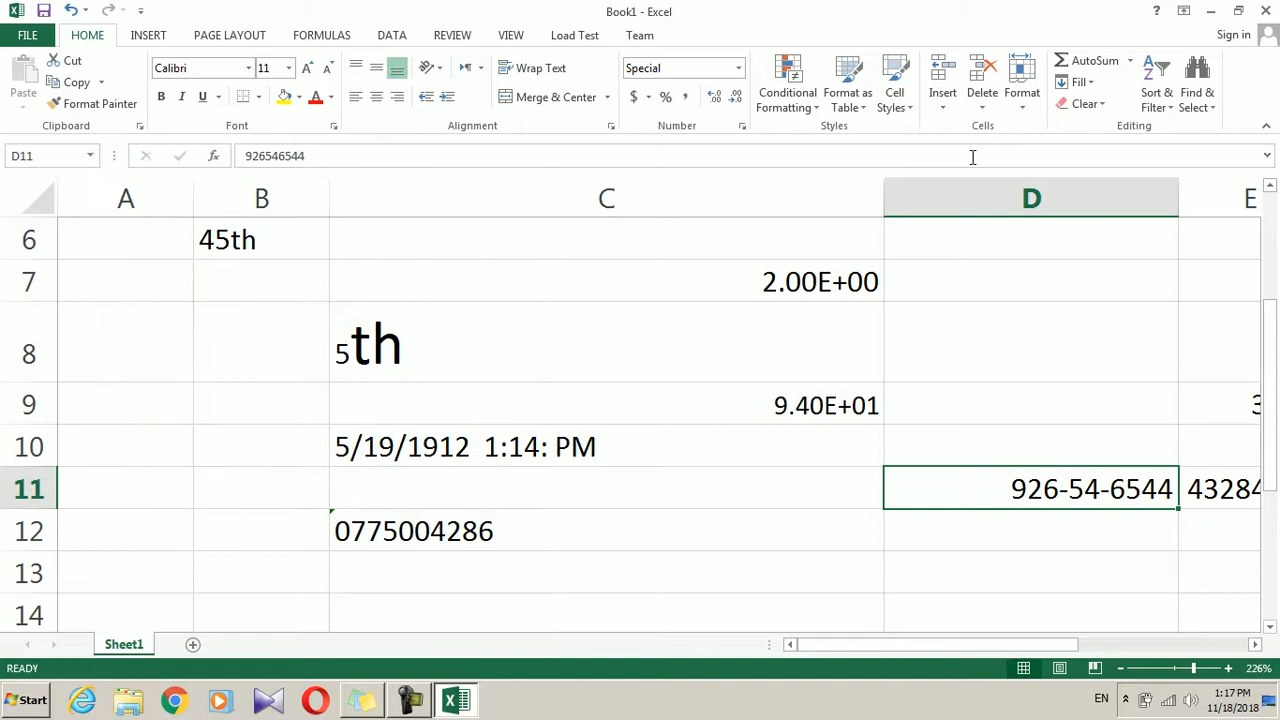 Book1 - Excel
FILE HOME INSERT PAGE LAYOUT FORMULAS DATA REVIEW VIEW Load Test Team Sign in
Paste Cut Copy Format Painter Clipboard
Calibri 11 B I U A A A Font
Wrap Text Merge & Center Alignment
Special $ % , Number
Conditional Formatting Format as Table Cell Styles Styles
Insert Delete Format Cells
AutoSum Fill Clear Sort & Filter Find & Select Editing
D11 fx 926546544
A B C D E
6 45th
7 2.00E+00
8 5th
9 9.40E+01 3
10 5/19/1912 1:14: PM
11 926-54-6544 43284
12 0775004286
13
14
Sheet1
READY 226%
Start EN 1:17 PM
11/18/2018